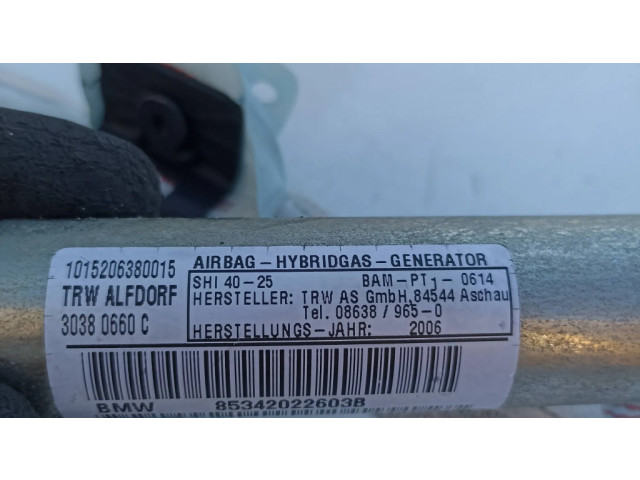 1015206380015
TRW ALFDORF
3038 0660 C
AIRBAG-HYBRIDGAS-GENERATOR
SHI 40-25 BAM-PT1-0614
HERSTELLER: TRW AS GmbH, 84544 Aschau
Tel. 08638/965-0
HERSTELLUNGS-JAHR: 2006
BMW 85342022603B